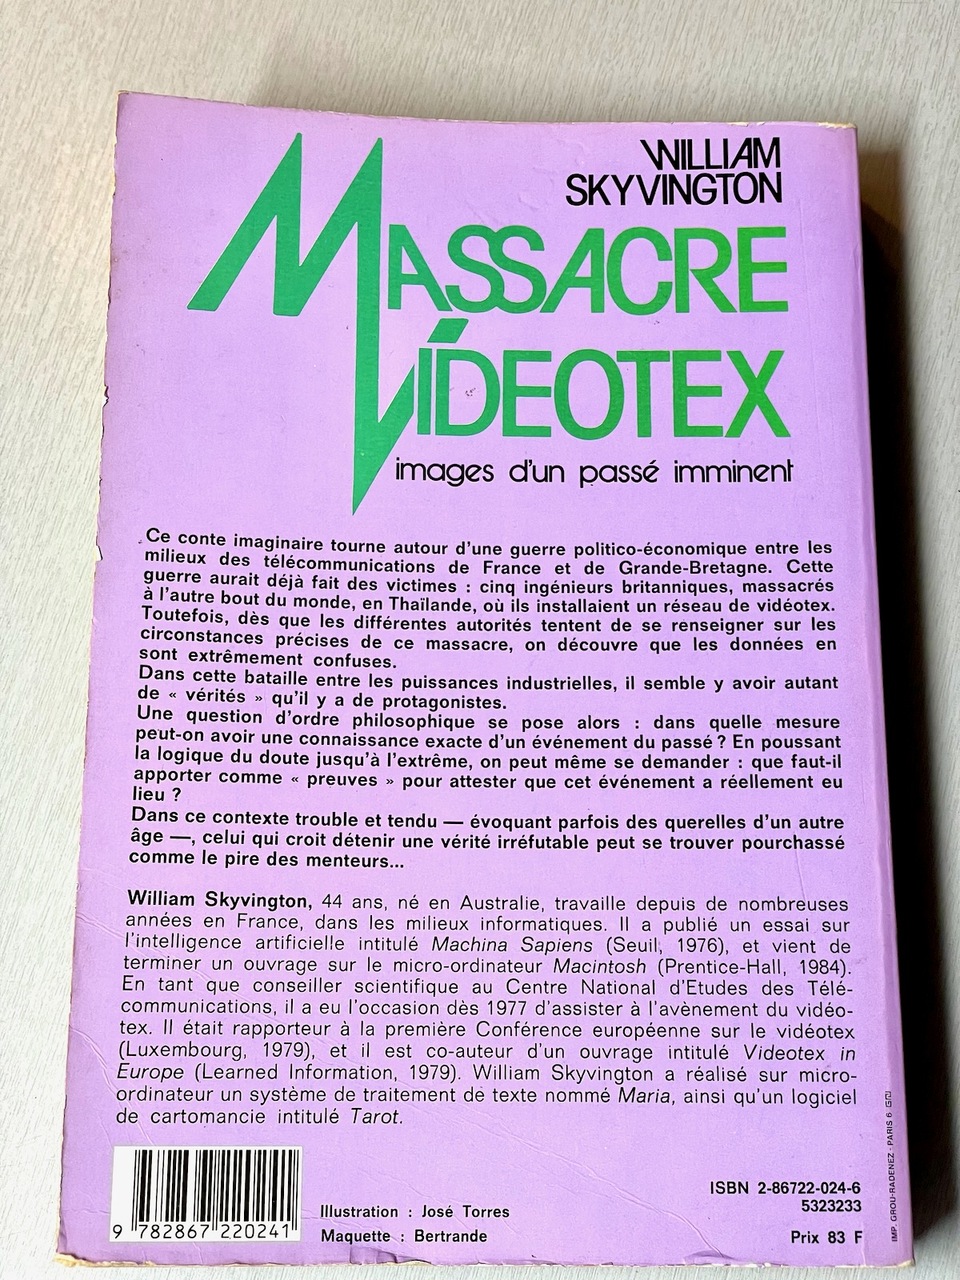 WILLIAM
SKYVINGTON
MASSACRE
VIDEOTEX
images d'un passé imminent
Ce conte imaginaire tourne autour d'une guerre politico-économique entre les
milieux des télécommunications de France et de Grande-Bretagne. Cette
guerre aurait déjà fait des victimes : cinq ingénieurs britanniques, massacrés
à l'autre bout du monde, en Thaïlande, où ils installaient un réseau de vidéotex.
Toutefois, dès que les différentes autorités tentent de se renseigner sur les
circonstances précises de ce massacre, on découvre que les données en
sont extrêmement confuses.
Dans cette bataille entre les puissances industrielles, il semble y avoir autant
de « vérités » qu'il y a de protagonistes.
Une question d'ordre philosophique se pose alors : dans quelle mesure
peut-on avoir une connaissance exacte d'un événement du passé ? En poussant
la logique du doute jusqu'à l'extrême, on peut même se demander : que faut-il
apporter comme « preuves » pour attester que cet événement a réellement eu
lieu ?
Dans ce contexte trouble et tendu — évoquant parfois des querelles d'un autre
âge —, celui qui croit détenir une vérité irréfutable peut se trouver pourchassé
comme le pire des menteurs...
William Skyvington, 44 ans, né en Australie, travaille depuis de nombreuses
années en France, dans les milieux informatiques. Il a publié un essai sur
l'intelligence artificielle intitulé Machina Sapiens (Seuil, 1976), et vient de
terminer un ouvrage sur le micro-ordinateur Macintosh (Prentice-Hall, 1984).
En tant que conseiller scientifique au Centre National d'Etudes des Télé-
communications, il a eu l'occasion dès 1977 d'assister à l'avènement du vidéo-
tex. Il était rapporteur à la première Conférence européenne sur le vidéotex
(Luxembourg, 1979), et il est co-auteur d'un ouvrage intitulé Videotex in
Europe (Learned Information, 1979). William Skyvington a réalisé sur micro-
ordinateur un système de traitement de texte nommé Maria, ainsi qu'un logiciel
de cartomancie intitulé Tarot.
9 782867 220241
Illustration : José Torres
Maquette : Bertrande
ISBN 2-86722-024-6
5323233
Prix 83 F
IMP. GROU-RADENEZ - PARIS 6